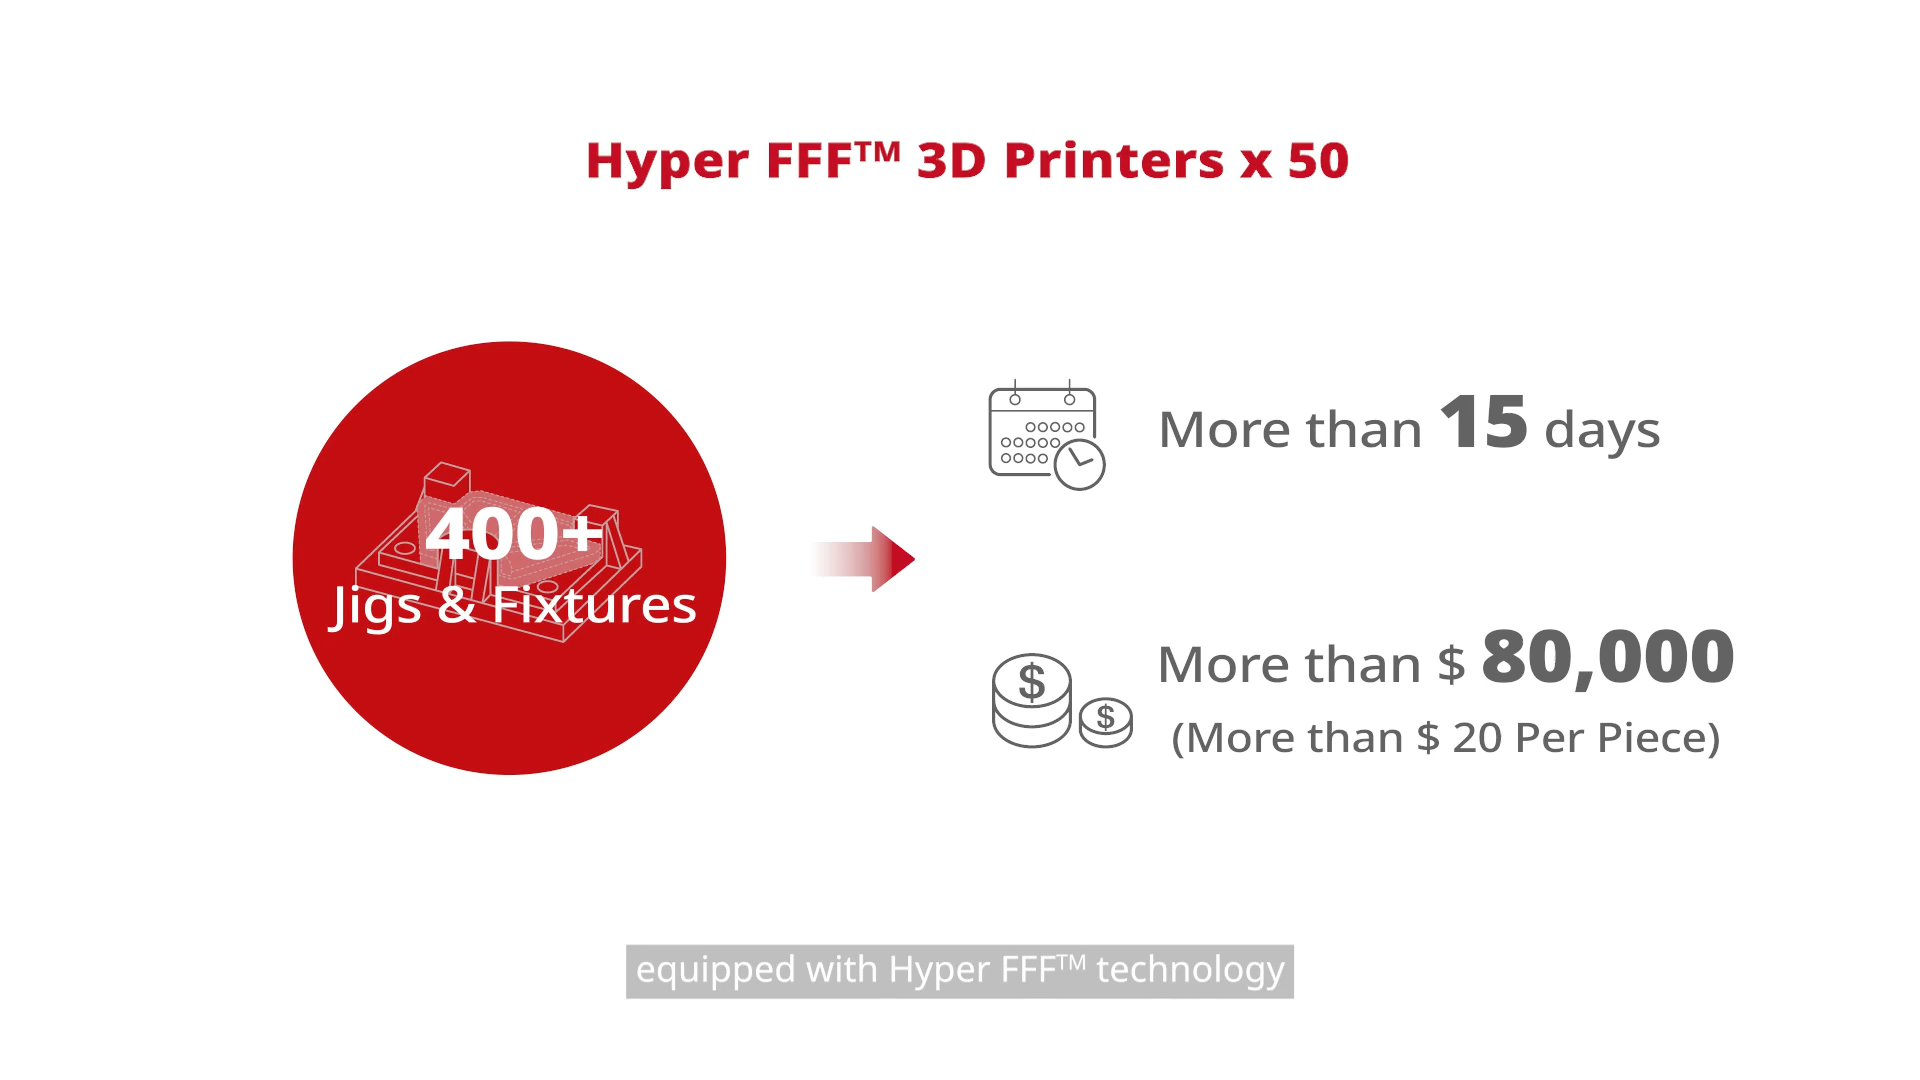 Hyper FFF™ 3D Printers x 50
400+
Jigs & Fixtures
More than 15 days
$
$
More than $ 80,000
(More than $ 20 Per Piece)
equipped with Hyper FFF™ technology